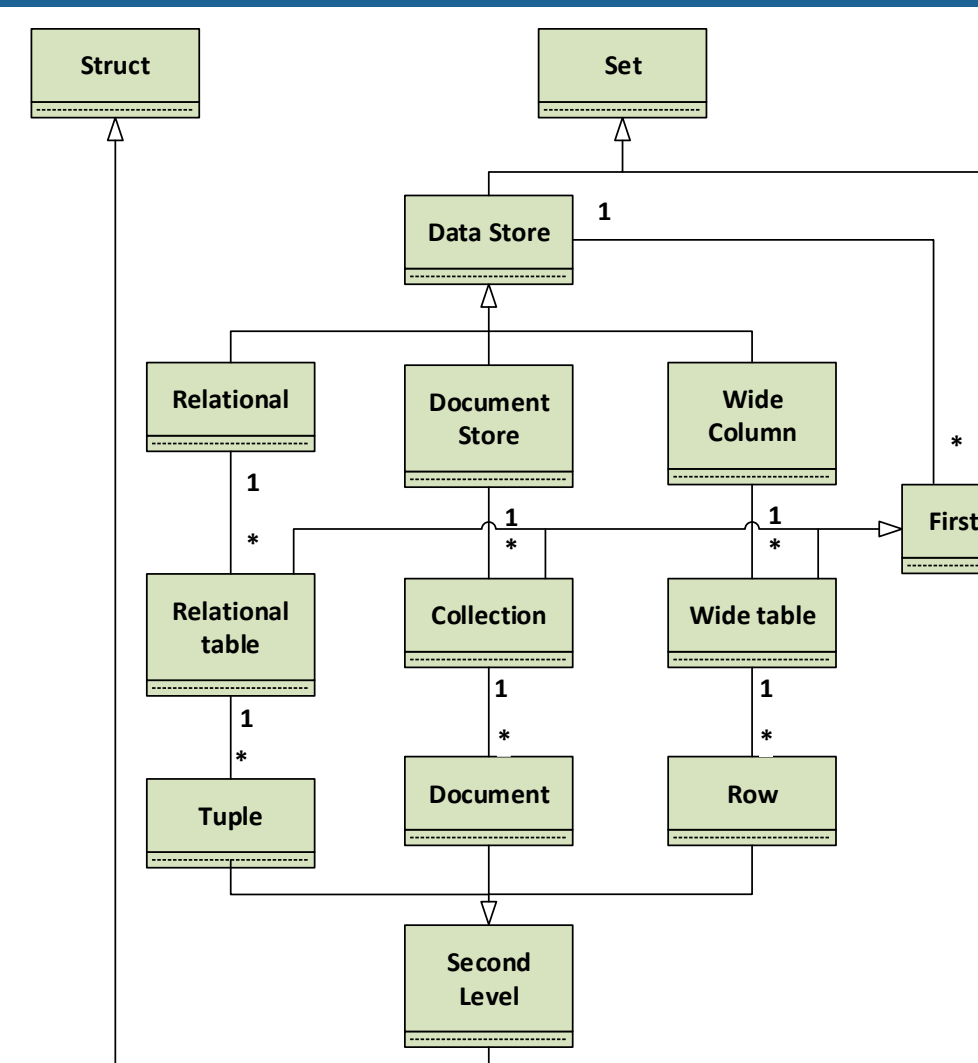 Struct
Set
Data Store
1
Relational
Document
Store
Wide
Column
*
1
1
1
*
*
*
First
Relational
table
Collection
Wide table
1
1
1
*
*
*
Tuple
Document
Row
Second
Level